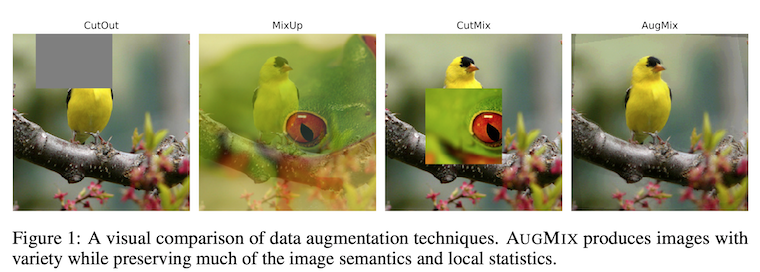 CutOut MixUp CutMix AugMix
Figure 1: A visual comparison of data augmentation techniques. AUGMIX produces images with
variety while preserving much of the image semantics and local statistics.